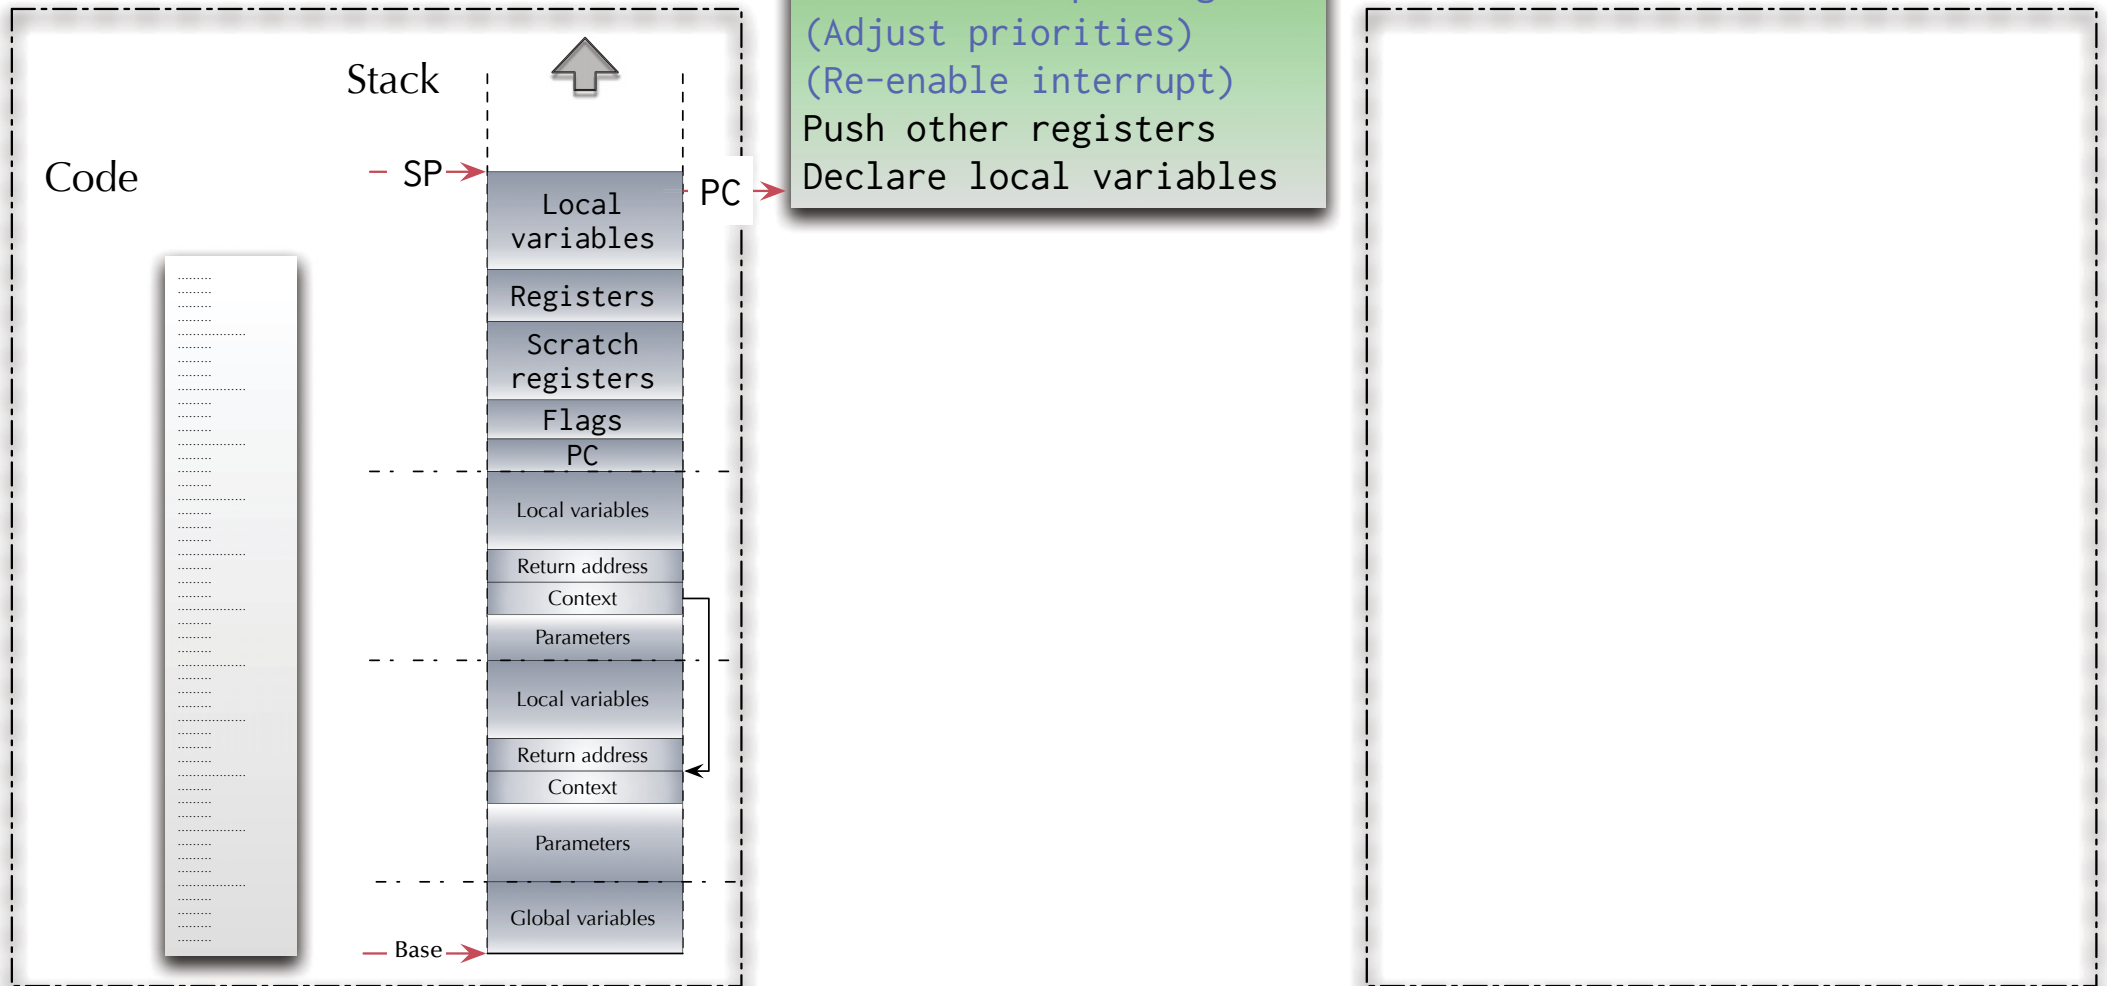 (Adjust priorities)
(Re-enable interrupt)
Push other registers
Declare local variables
Stack
Code
SP
PC
Local
variables
Registers
Scratch
registers
Flags
PC
Local variables
Return address
Context
Parameters
Local variables
Return address
Context
Parameters
Global variables
Base